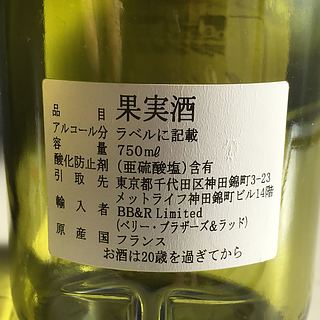 品目 果実酒
アルコール分 ラベルに記載
容量 750mℓ
酸化防止剤 (亜硫酸塩)含有
引取先 東京都千代田区神田錦町3-23
メットライフ神田錦町ビル14階
輸入者 BB&R Limited
(ベリー・ブラザーズ&ラッド)
原産国 フランス
お酒は20歳を過ぎてから